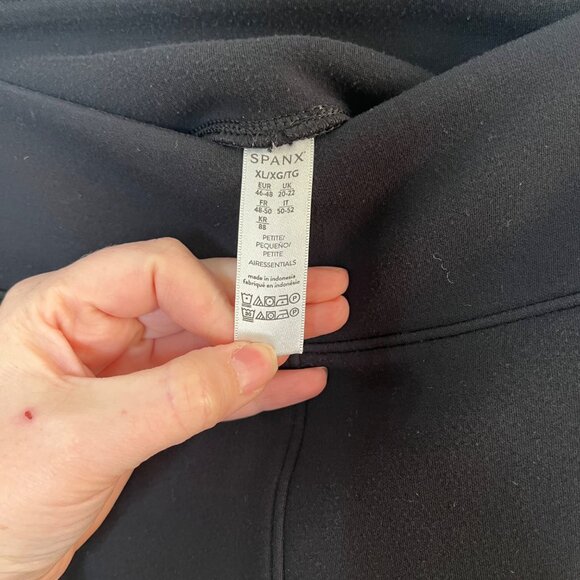 SPANX®
XL/XG/TG
EUR UK
46-48 20-22
FR IT
48-50 50-52
KR
88
PETITE/
PEQUEÑO/
PETITE
AIRESSENTIALS
made in indonesia
fabriqué en indonésie